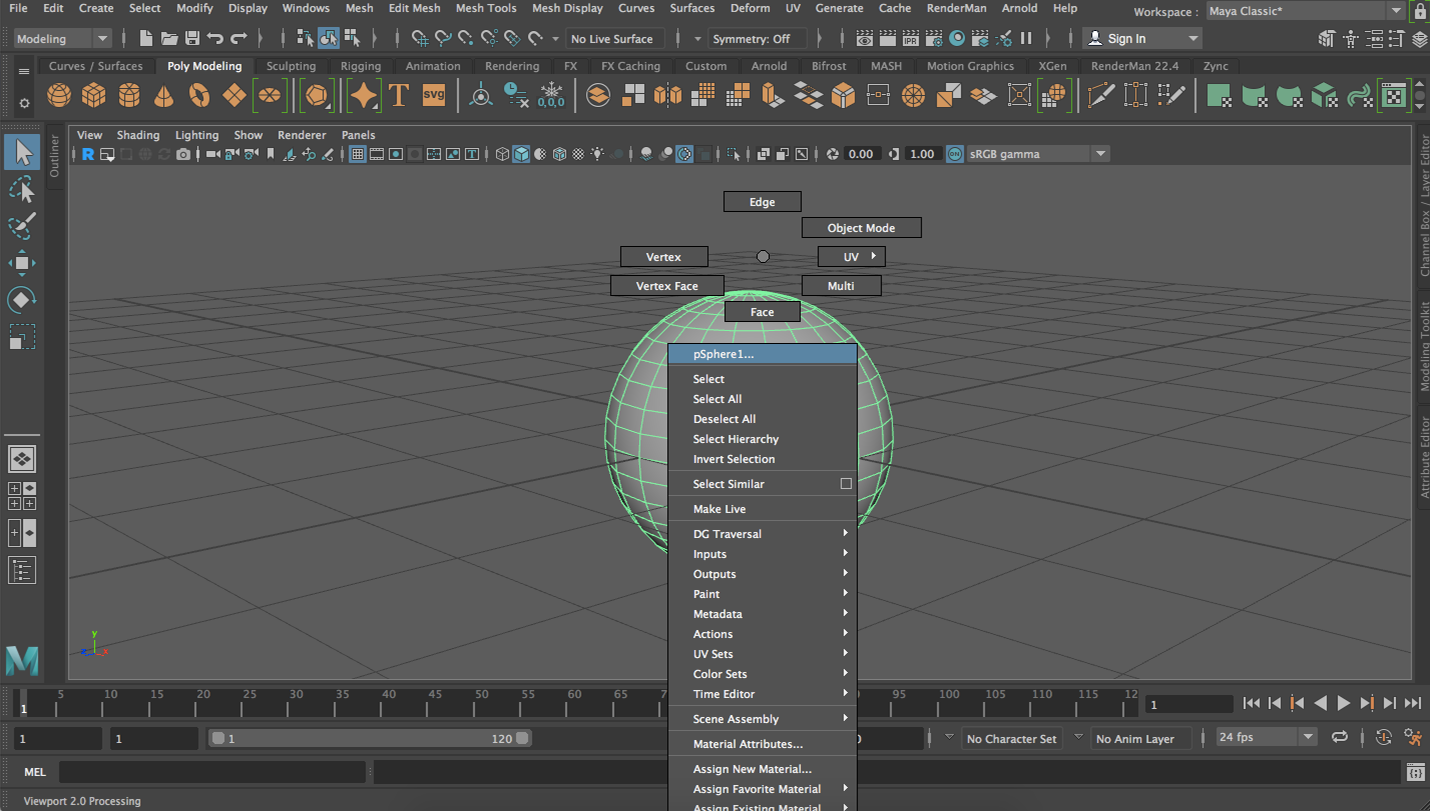 File Edit Create Select Modify Display Windows Mesh Edit Mesh Mesh Tools Mesh Display Curves Surfaces Deform UV Generate Cache RenderMan Arnold Help Workspace : Maya Classic*
Modeling No Live Surface Symmetry: Off IPR Sign In
Curves / Surfaces Poly Modeling Sculpting Rigging Animation Rendering FX FX Caching Custom Arnold Bifrost MASH Motion Graphics XGen RenderMan 22.4 Zync
T SVG 0,0,0
View Shading Lighting Show Renderer Panels
R 0.00 1.00 ON sRGB gamma
Outliner
Channel Box / Layer Editor
Modeling Toolkit
Attribute Editor
Edge
Object Mode
Vertex UV
Vertex Face Multi
Face
pSphere1...
Select
Select All
Deselect All
Select Hierarchy
Invert Selection
Select Similar
Make Live
DG Traversal
Inputs
Outputs
Paint
Metadata
Actions
UV Sets
Color Sets
Time Editor
Scene Assembly
Material Attributes...
Assign New Material...
Assign Favorite Material
Assign Existing Material
y
M
5 10 15 20 25 30 35 40 45 50 55 60 65 95 100 105 110 115 12
1 1
1 1 1 120 No Character Set No Anim Layer 24 fps
MEL
Viewport 2.0 Processing